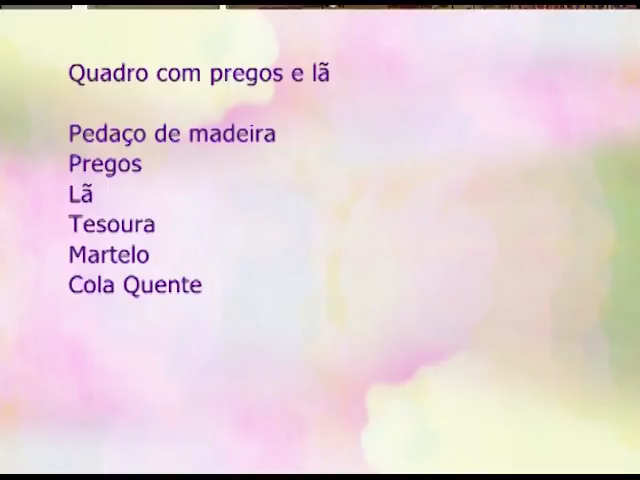 Quadro com pregos e lã
Pedaço de madeira
Pregos
Lã
Tesoura
Martelo
Cola Quente